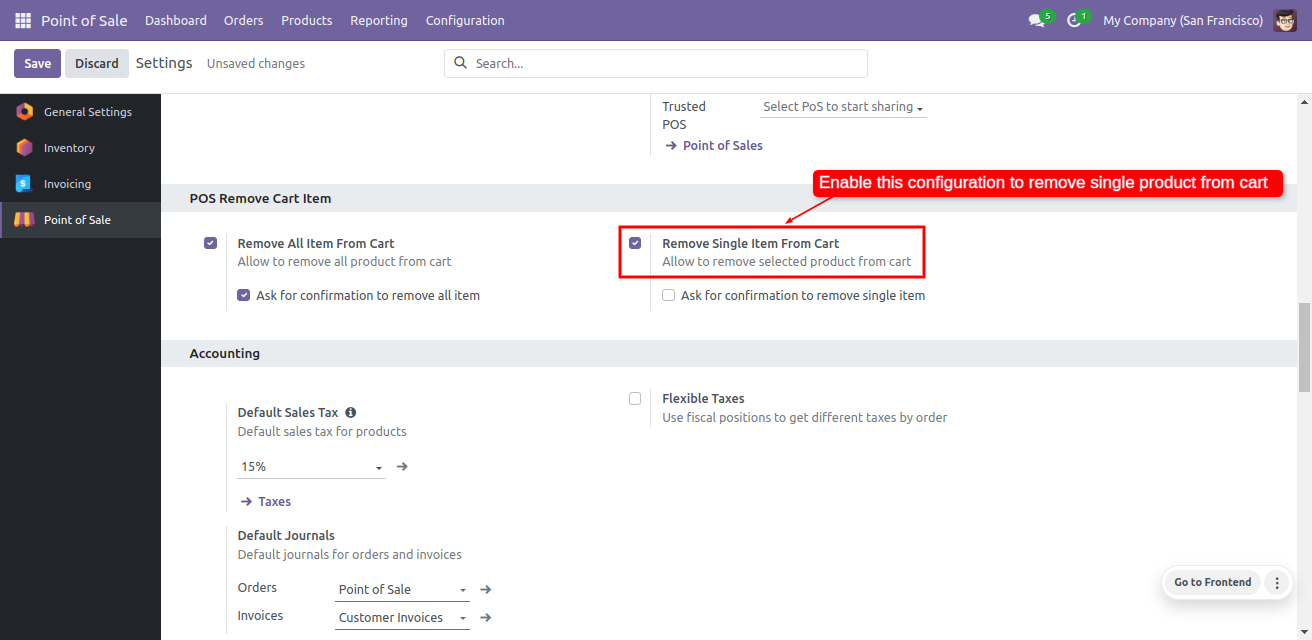 Point of Sale Dashboard Orders Products Reporting Configuration 5 1 My Company (San Francisco)
Save Discard Settings Unsaved changes Search...
General Settings
Inventory
Invoicing
Point of Sale
Trusted POS Select PoS to start sharing
Point of Sales
Enable this configuration to remove single product from cart
POS Remove Cart Item
Remove All Item From Cart
Allow to remove all product from cart
Ask for confirmation to remove all item
Remove Single Item From Cart
Allow to remove selected product from cart
Ask for confirmation to remove single item
Accounting
Default Sales Tax
Default sales tax for products
15%
Taxes
Flexible Taxes
Use fiscal positions to get different taxes by order
Default Journals
Default journals for orders and invoices
Orders Point of Sale
Invoices Customer Invoices
Go to Frontend